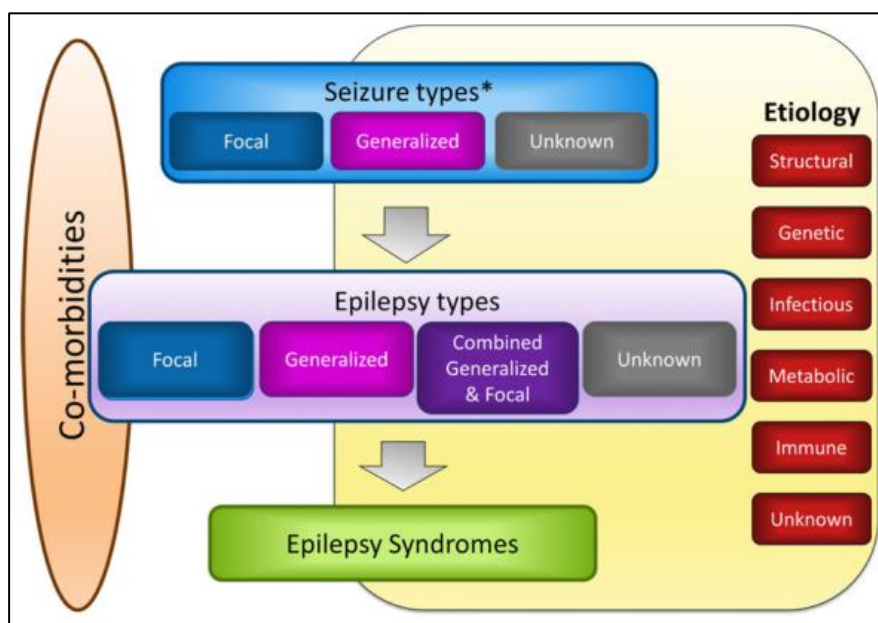 Seizure types*
Focal
Generalized
Unknown
Etiology
Structural
Genetic
Infectious
Metabolic
Immune
Unknown
Co-morbidities
Epilepsy types
Focal
Generalized
Combined
Generalized
& Focal
Unknown
Epilepsy Syndromes